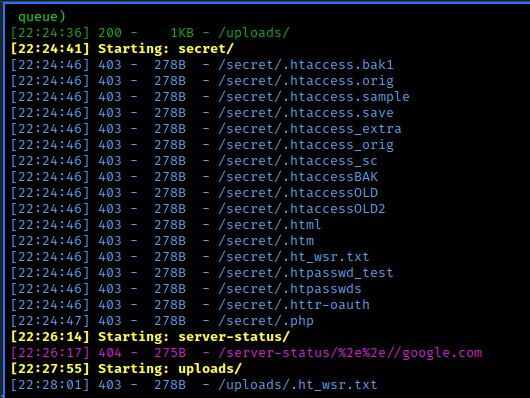 queue)
[22:24:36] 200 -    1KB - /uploads/
[22:24:41] Starting: secret/
[22:24:46] 403 -  278B  - /secret/.htaccess.bak1
[22:24:46] 403 -  278B  - /secret/.htaccess.orig
[22:24:46] 403 -  278B  - /secret/.htaccess.sample
[22:24:46] 403 -  278B  - /secret/.htaccess.save
[22:24:46] 403 -  278B  - /secret/.htaccess_extra
[22:24:46] 403 -  278B  - /secret/.htaccess_orig
[22:24:46] 403 -  278B  - /secret/.htaccess_sc
[22:24:46] 403 -  278B  - /secret/.htaccessBAK
[22:24:46] 403 -  278B  - /secret/.htaccessOLD
[22:24:46] 403 -  278B  - /secret/.htaccessOLD2
[22:24:46] 403 -  278B  - /secret/.html
[22:24:46] 403 -  278B  - /secret/.htm
[22:24:46] 403 -  278B  - /secret/.ht_wsr.txt
[22:24:46] 403 -  278B  - /secret/.htpasswd_test
[22:24:46] 403 -  278B  - /secret/.htpasswds
[22:24:46] 403 -  278B  - /secret/.httr-oauth
[22:24:47] 403 -  278B  - /secret/.php
[22:26:14] Starting: server-status/
[22:26:17] 404 -  275B  - /server-status/%2e%2e//google.com
[22:27:55] Starting: uploads/
[22:28:01] 403 -  278B  - /uploads/.ht_wsr.txt